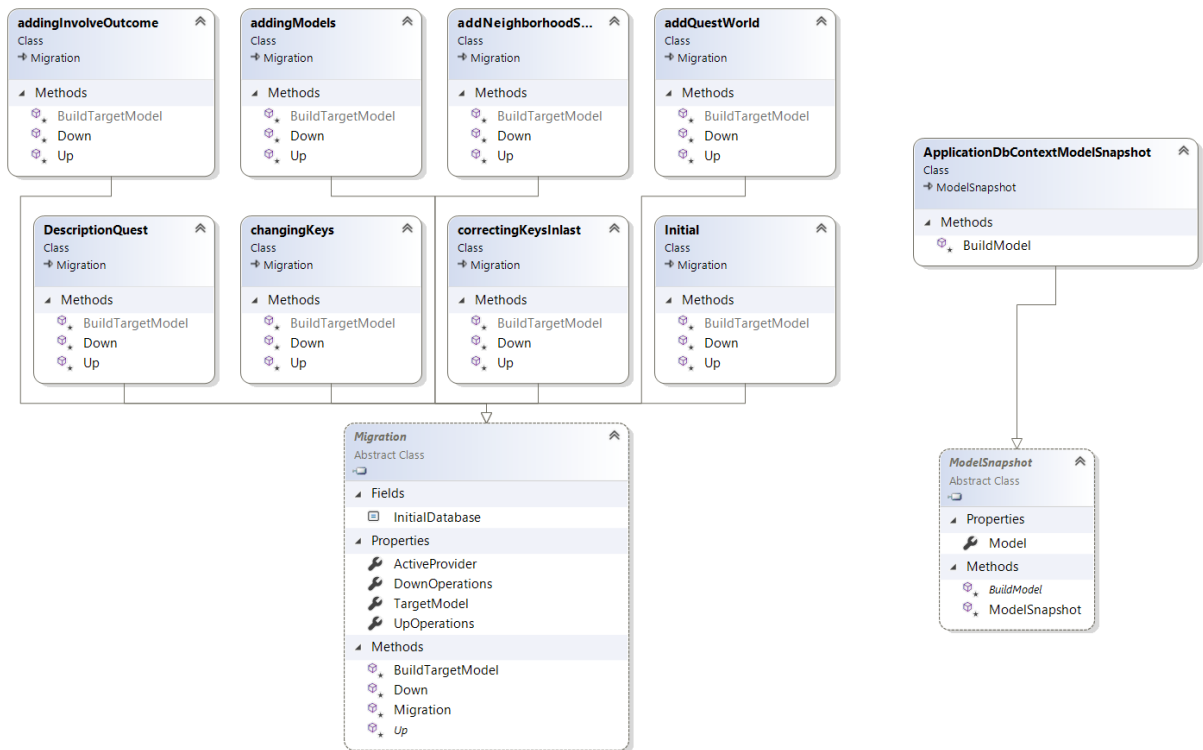 addingInvolveOutcome
Class
Migration
Methods
BuildTargetModel
Down
Up
addingModels
Class
Migration
Methods
BuildTargetModel
Down
Up
addNeighborhoodS...
Class
Migration
Methods
BuildTargetModel
Down
Up
addQuestWorld
Class
Migration
Methods
BuildTargetModel
Down
Up
ApplicationDbContextModelSnapshot
Class
ModelSnapshot
Methods
BuildModel
DescriptionQuest
Class
Migration
Methods
BuildTargetModel
Down
Up
changingKeys
Class
Migration
Methods
BuildTargetModel
Down
Up
correctingKeysInlast
Class
Migration
Methods
BuildTargetModel
Down
Up
Initial
Class
Migration
Methods
BuildTargetModel
Down
Up
Migration
Abstract Class
Fields
InitialDatabase
Properties
ActiveProvider
DownOperations
TargetModel
UpOperations
Methods
BuildTargetModel
Down
Migration
Up
ModelSnapshot
Abstract Class
Properties
Model
Methods
BuildModel
ModelSnapshot